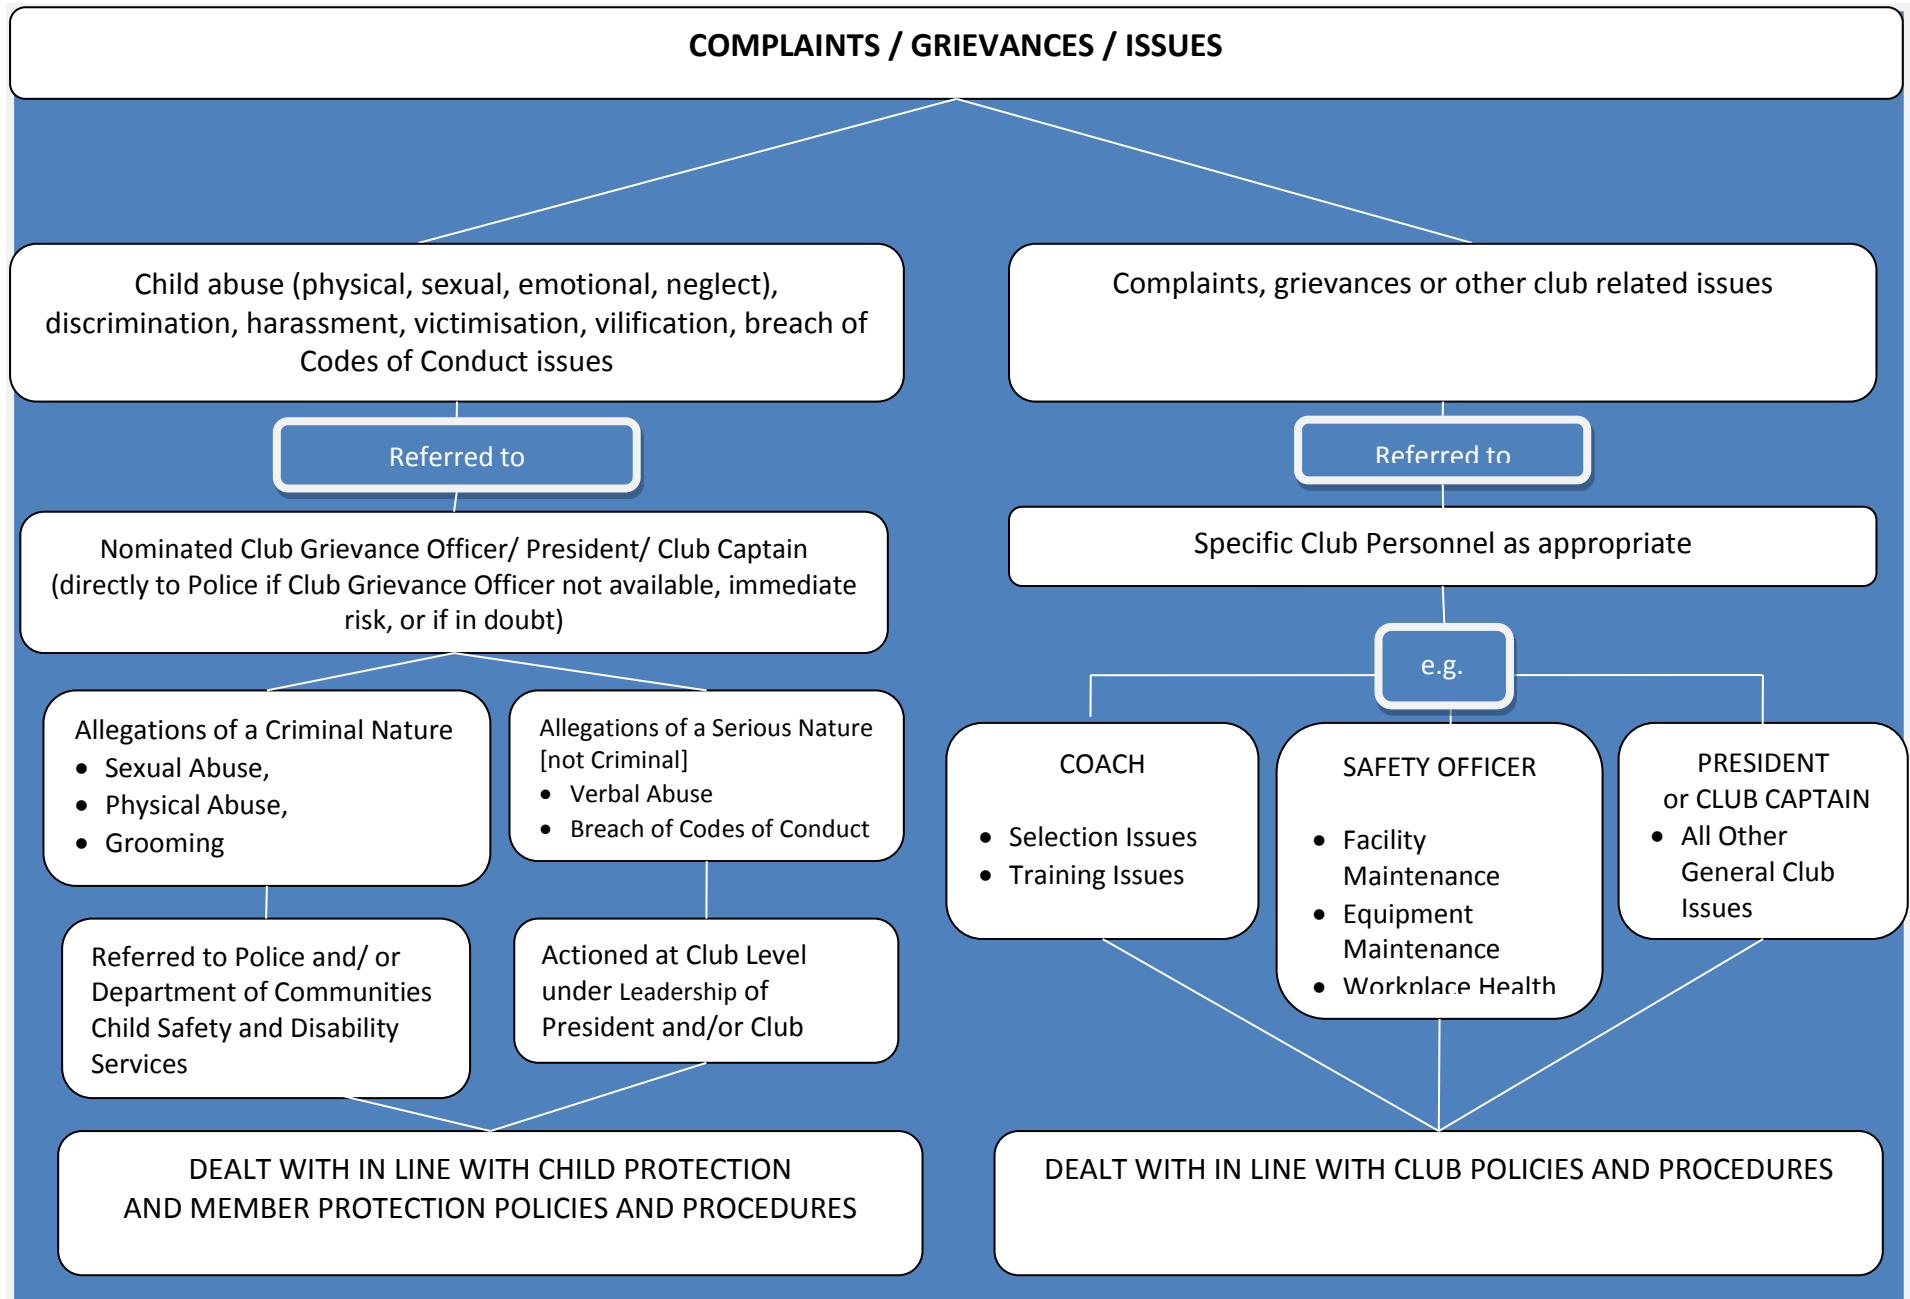 COMPLAINTS / GRIEVANCES / ISSUES
Child abuse (physical, sexual, emotional, neglect),
discrimination, harassment, victimisation, vilification, breach of
Codes of Conduct issues
Referred to
Nominated Club Grievance Officer/ President/ Club Captain
(directly to Police if Club Grievance Officer not available, immediate
risk, or if in doubt)
Allegations of a Criminal Nature
• Sexual Abuse,
• Physical Abuse,
• Grooming
Allegations of a Serious Nature
[not Criminal]
• Verbal Abuse
• Breach of Codes of Conduct
Referred to Police and/ or
Department of Communities
Child Safety and Disability
Services
Actioned at Club Level
under Leadership of
President and/or Club
DEALT WITH IN LINE WITH CHILD PROTECTION
AND MEMBER PROTECTION POLICIES AND PROCEDURES
Complaints, grievances or other club related issues
Referred to
Specific Club Personnel as appropriate
e.g.
COACH
• Selection Issues
• Training Issues
SAFETY OFFICER
• Facility
Maintenance
• Equipment
Maintenance
• Workplace Health
PRESIDENT
or CLUB CAPTAIN
• All Other
General Club
Issues
DEALT WITH IN LINE WITH CLUB POLICIES AND PROCEDURES